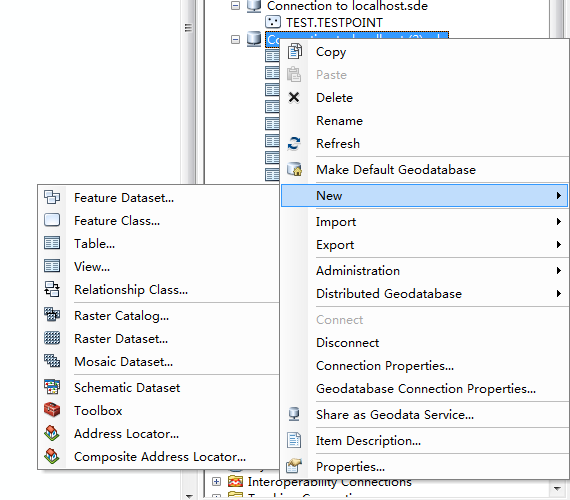 Connection to localhost.sde
TEST.TESTPOINT
Copy
Paste
Delete
Rename
Refresh
Make Default Geodatabase
New
Import
Export
Administration
Distributed Geodatabase
Connect
Disconnect
Connection Properties...
Geodatabase Connection Properties...
Share as Geodata Service...
Item Description...
Properties...
Feature Dataset...
Feature Class...
Table...
View...
Relationship Class...
Raster Catalog...
Raster Dataset...
Mosaic Dataset...
Schematic Dataset
Toolbox
Address Locator...
Composite Address Locator...
Interoperability Connections